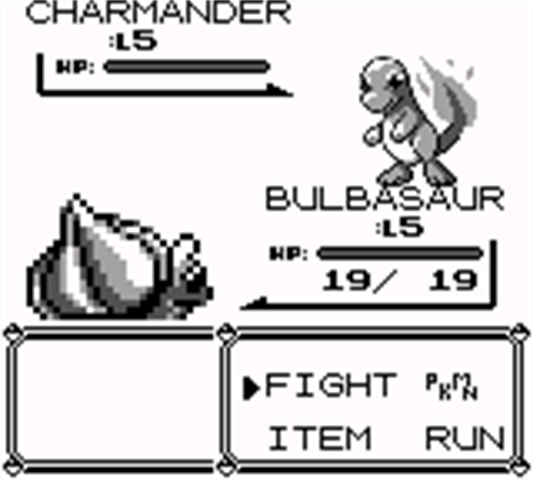 CHARMANDER
:L5
HP:
BULBASAUR
:L5
HP:
19/ 19
FIGHT PKMN
ITEM RUN